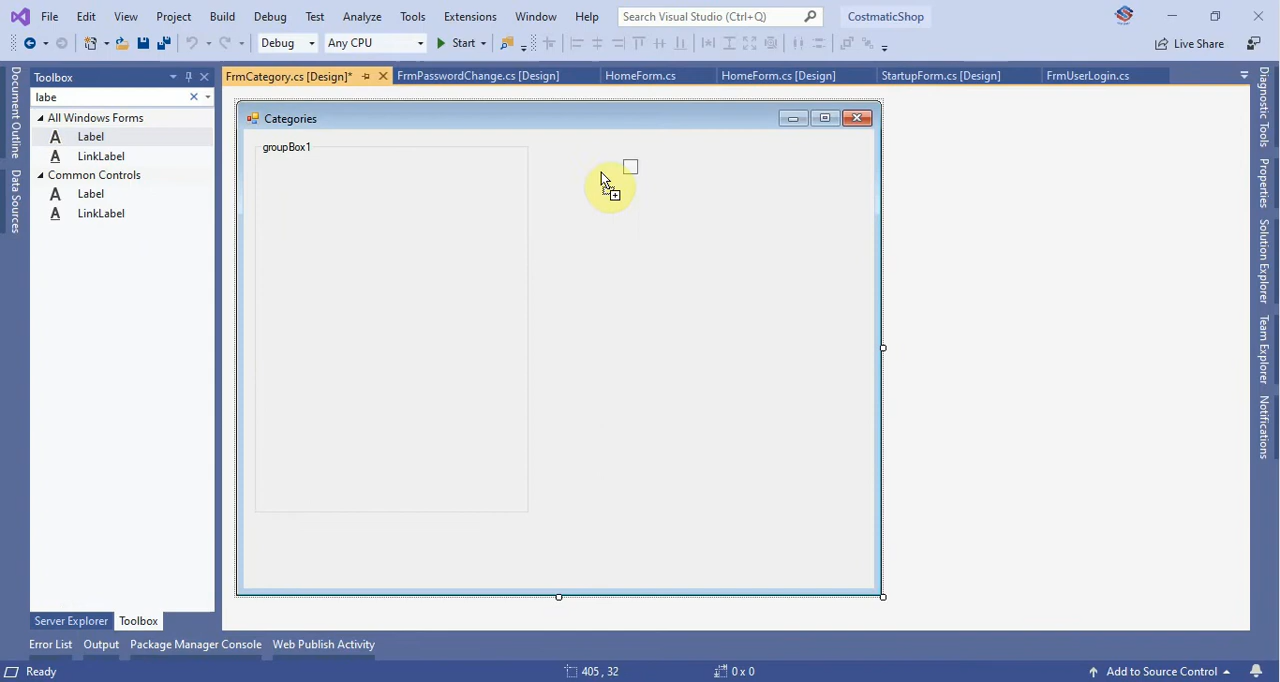 File Edit View Project Build Debug Test Analyze Tools Extensions Window Help Search Visual Studio (Ctrl+Q) CostmaticShop
Debug Any CPU Start Live Share
Document Outline
Data Sources
Toolbox
labe
All Windows Forms
Label
LinkLabel
Common Controls
Label
LinkLabel
Server Explorer Toolbox
FrmCategory.cs [Design]* FrmPasswordChange.cs [Design] HomeForm.cs HomeForm.cs [Design] StartupForm.cs [Design] FrmUserLogin.cs
Categories
groupBox1
Diagnostic Tools
Properties
Solution Explorer
Team Explorer
Notifications
Error List Output Package Manager Console Web Publish Activity
Ready 405 , 32 0 x 0 Add to Source Control